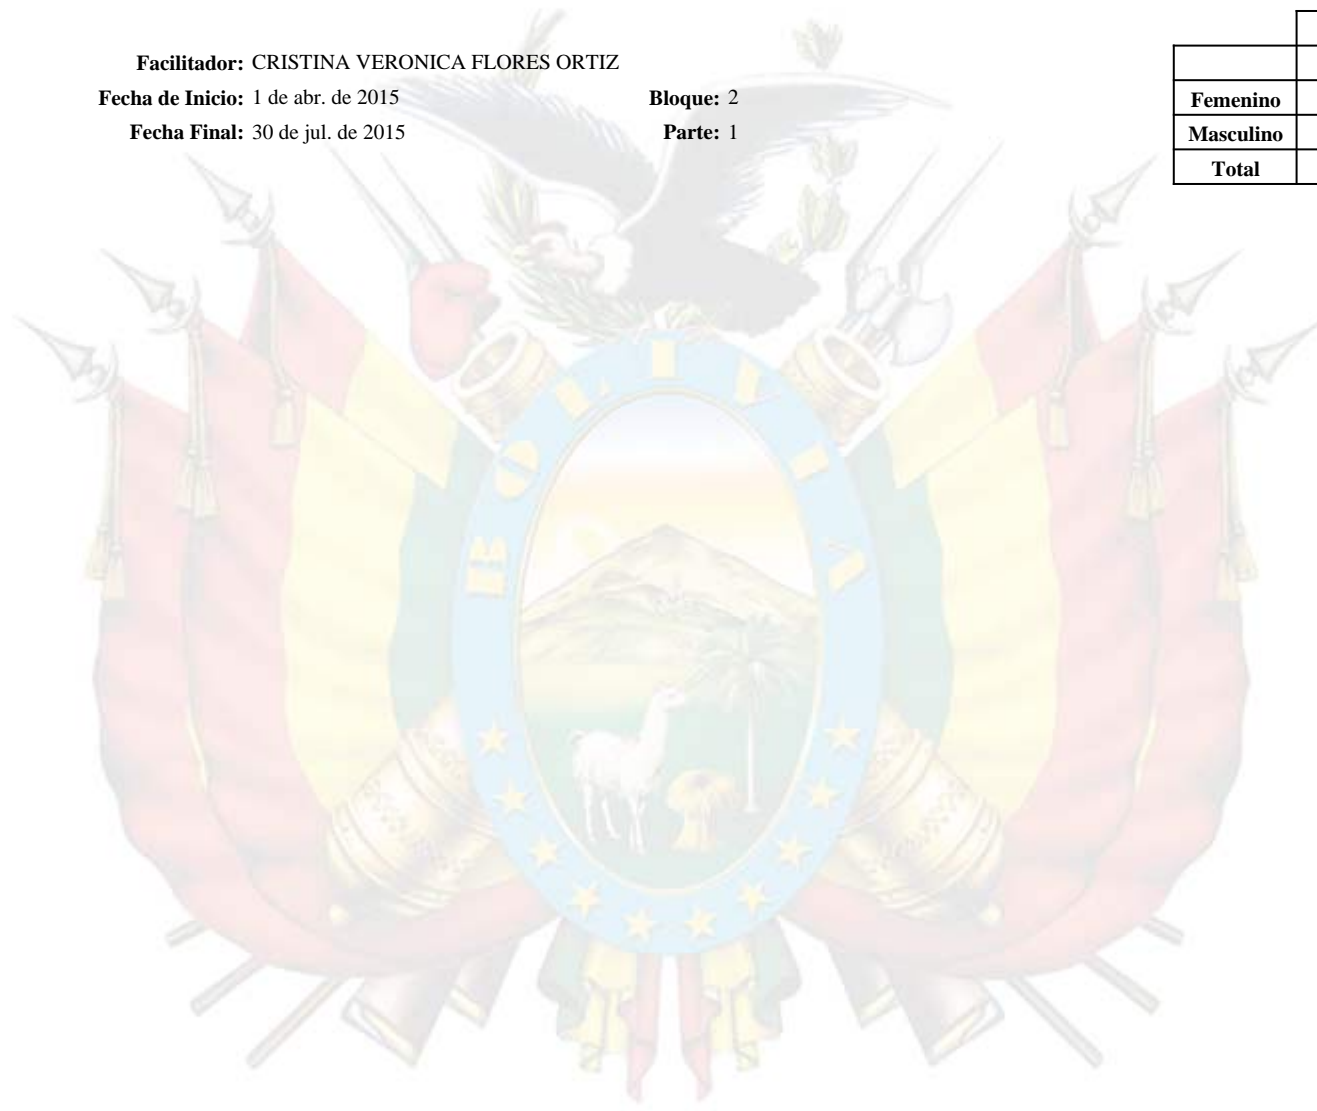 Facilitador: CRISTINA VERONICA FLORES ORTIZ
Fecha de Inicio: 1 de abr. de 2015 Bloque: 2
Fecha Final: 30 de jul. de 2015 Parte: 1
Femenino
Masculino
Total
BOLIVIA